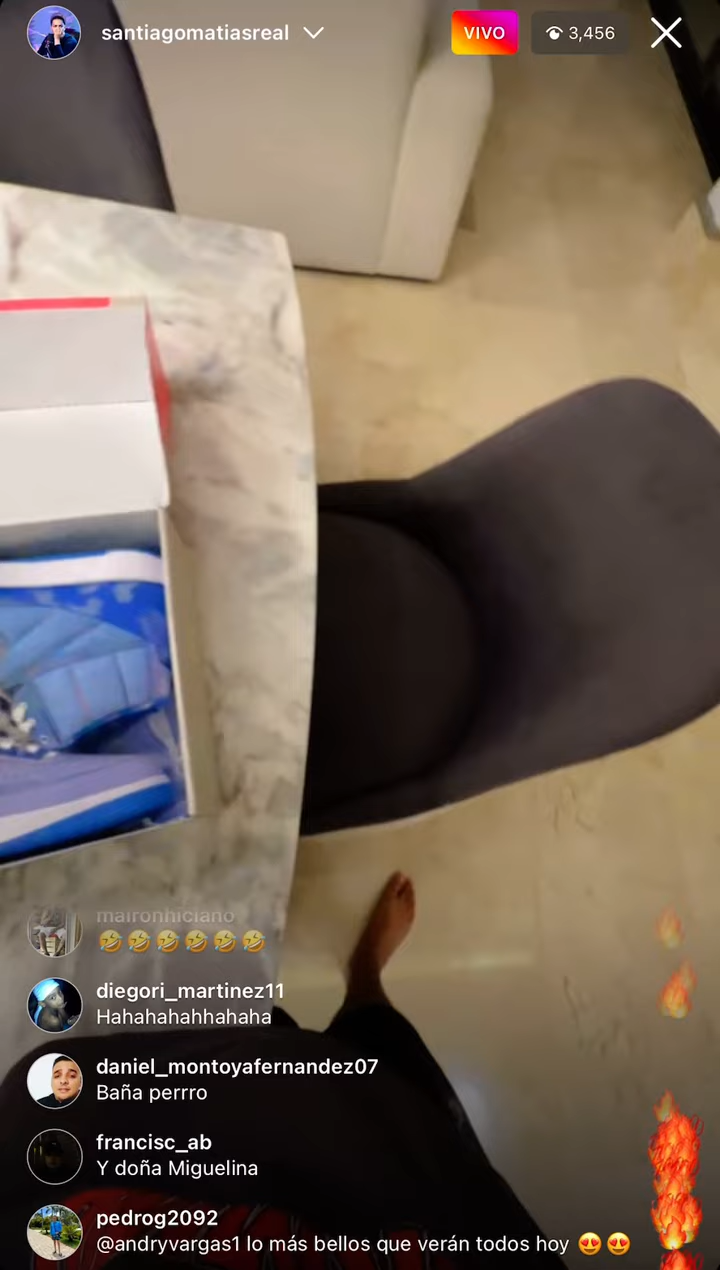 santiagomatiasreal
VIVO
3,456
maironhiciano
🤣🤣🤣🤣🤣🤣
diegori_martinez11
Hahahahahhahaha
daniel_montoyafernandez07
Baña perrro
francisc_ab
Y doña Miguelina
pedrog2092
@andryvargas1 lo más bellos que verán todos hoy 😍😍